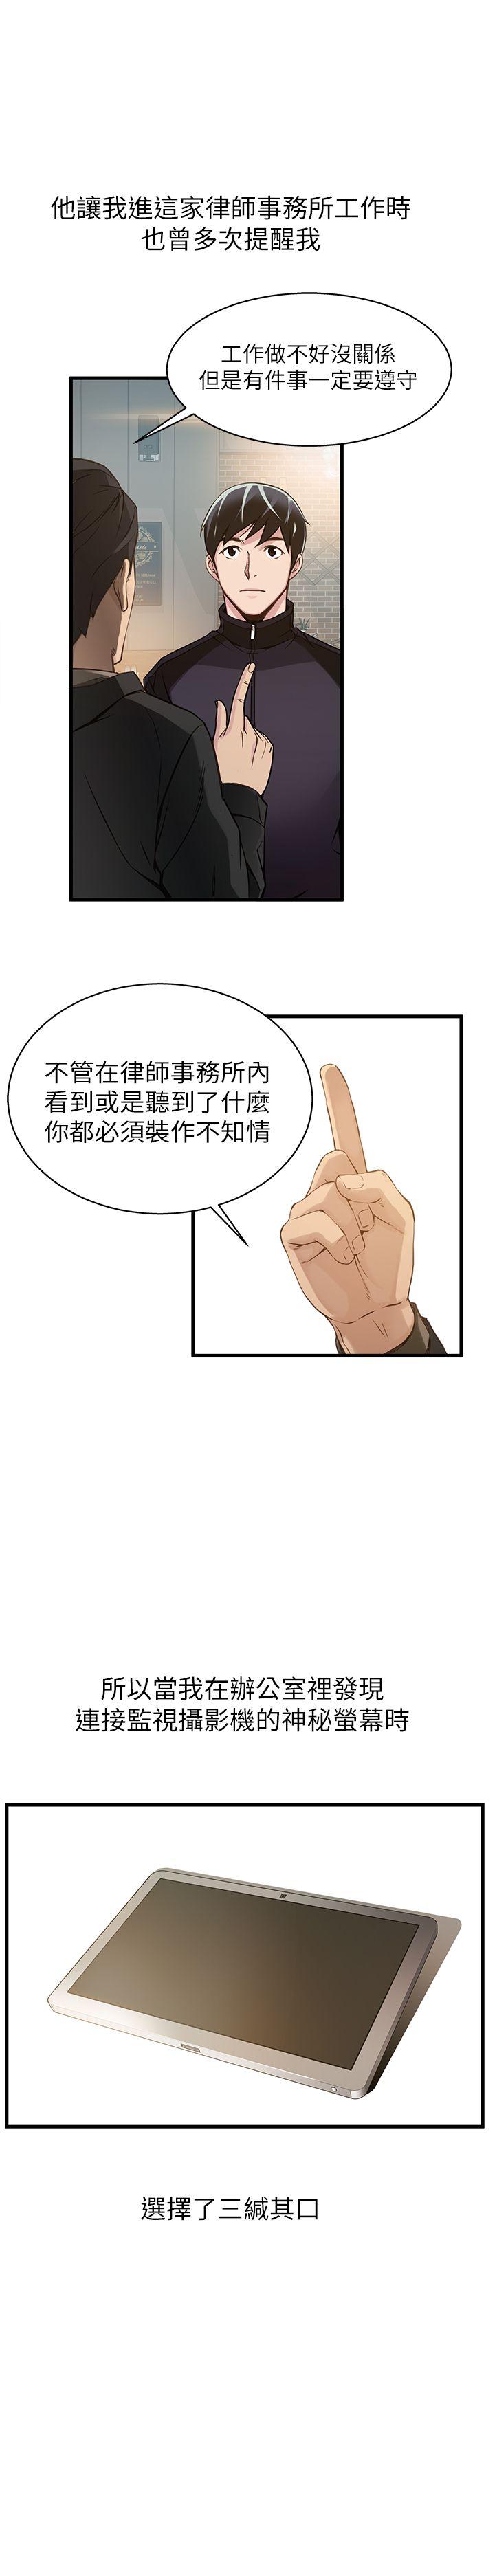 他讓我進這家律師事務所工作時
也曾多次提醒我
工作做不好沒關係
但是有件事一定要遵守
不管在律師事務所內
看到或是聽到了什麼
你都必須裝作不知情
所以當我在辦公室裡發現
連接監視攝影機的神秘螢幕時
選擇了三緘其口